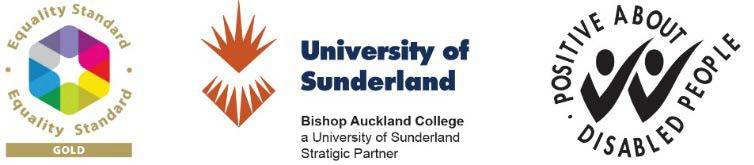 Equality Standard
Equality Standard
GOLD
University of
Sunderland
Bishop Auckland College
a University of Sunderland
Stratigic Partner
POSITIVE ABOUT
DISABLED PEOPLE